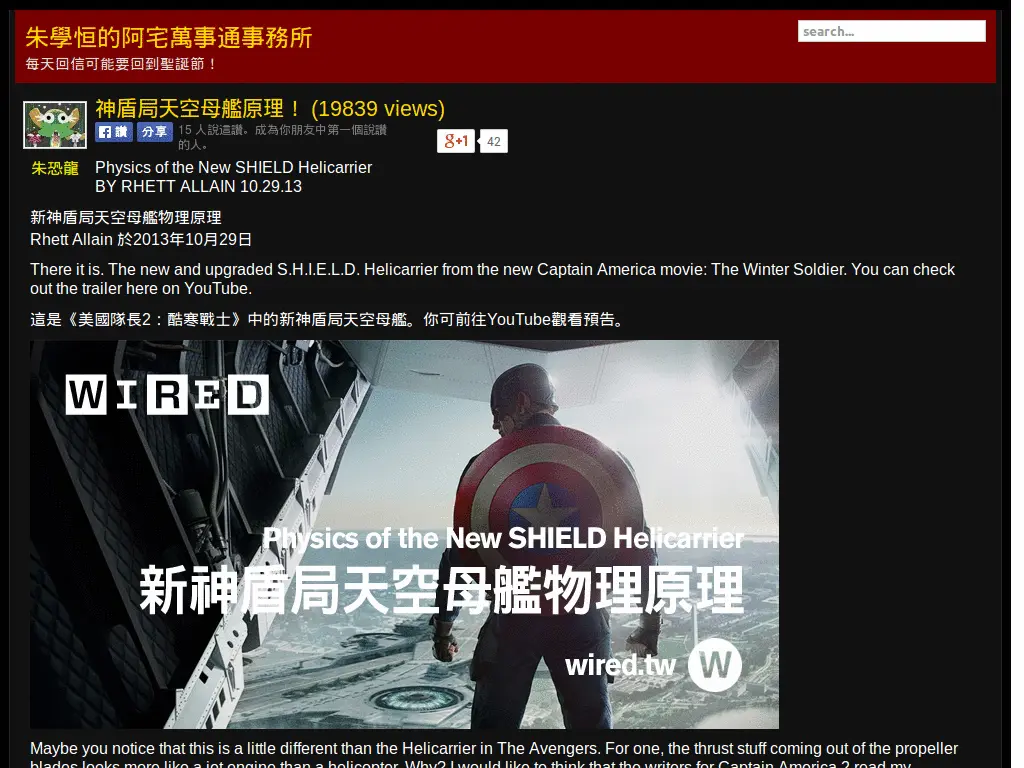 朱學恒的阿宅萬事通事務所
search...
每天回信可能要回到聖誕節！
神盾局天空母艦原理！ (19839 views)
讚 分享 15 人說這讚。成為你朋友中第一個說讚的人。
g+1 42
朱恐龍
Physics of the New SHIELD Helicarrier
BY RHETT ALLAIN 10.29.13
新神盾局天空母艦物理原理
Rhett Allain 於2013年10月29日
There it is. The new and upgraded S.H.I.E.L.D. Helicarrier from the new Captain America movie: The Winter Soldier. You can check
out the trailer here on YouTube.
這是《美國隊長2：酷寒戰士》中的新神盾局天空母艦。你可前往YouTube觀看預告。
WIRED
Physics of the New SHIELD Helicarrier
新神盾局天空母艦物理原理
wired.tw W
Maybe you notice that this is a little different than the Helicarrier in The Avengers. For one, the thrust stuff coming out of the propeller
blades looks more like a jet engine than a helicopter. Why? I would like to think that the writers for Captain America 2 read my